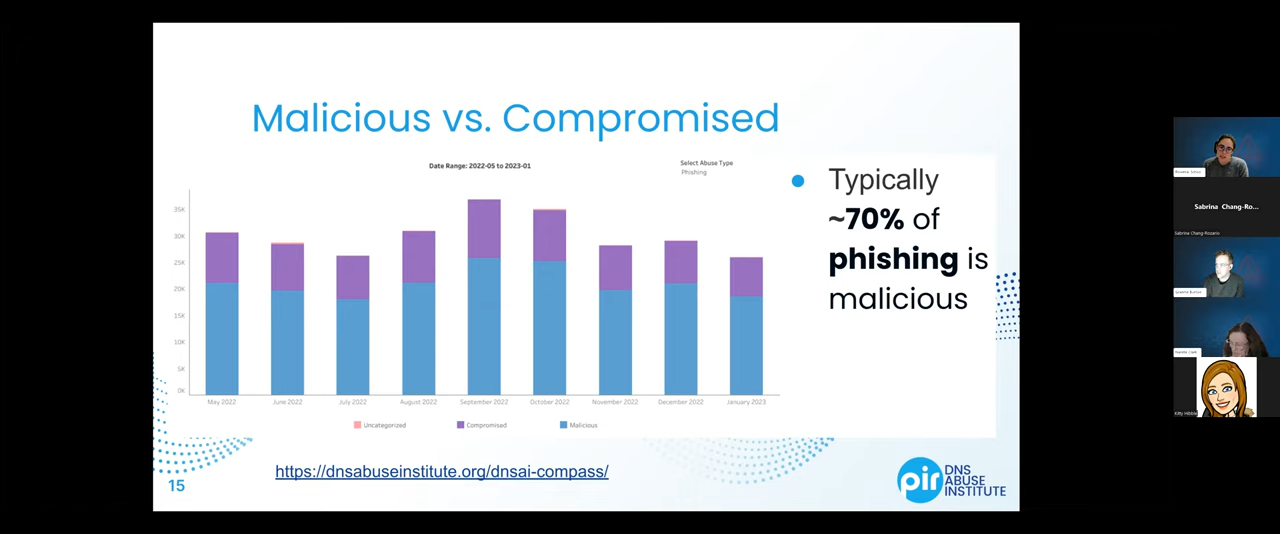 Malicious vs. Compromised
Date Range: 2022-05 to 2023-01
Select Abuse Type
Phishing
35K
30K
25K
20K
15K
10K
5K
0K
May 2022
June 2022
July 2022
August 2022
September 2022
October 2022
November 2022
December 2022
January 2023
Uncategorized
Compromised
Malicious
Typically
~70% of
phishing is
malicious
https://dnsabuseinstitute.org/dnsai-compass/
15
pir
DNS
ABUSE
INSTITUTE
Sabrina Chang-Ro...
Sabrina Chang-Rozario